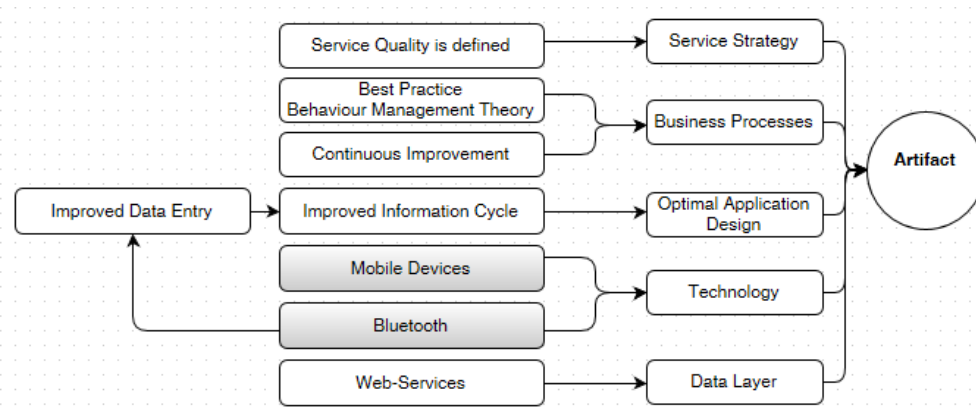 Service Quality is defined
Service Strategy
Best Practice
Behaviour Management Theory
Business Processes
Continuous Improvement
Artifact
Improved Data Entry
Improved Information Cycle
Optimal Application
Design
Mobile Devices
Technology
Bluetooth
Web-Services
Data Layer